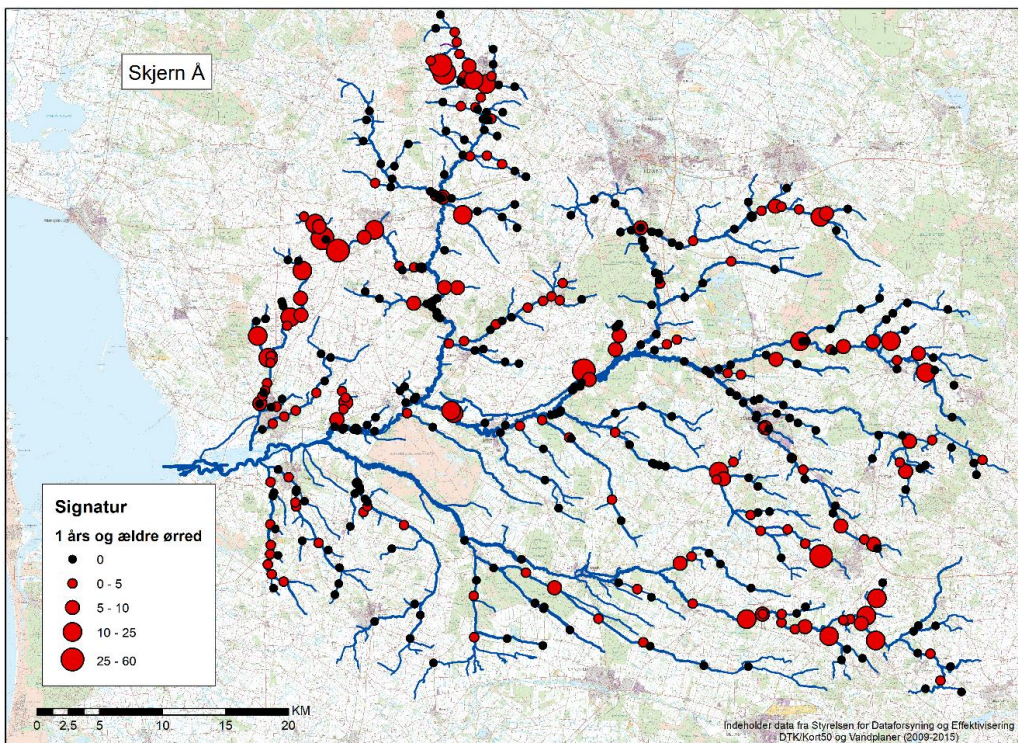 Skjern Å
Signatur
1 års og ældre ørred
0
0 - 5
5 - 10
10 - 25
25 - 60
KM
0 2,5 5 10 15 20
Indeholder data fra Styrelsen for Dataforsyning og Effektivisering
DTK/Kort50 og Vandplaner (2009-2015)